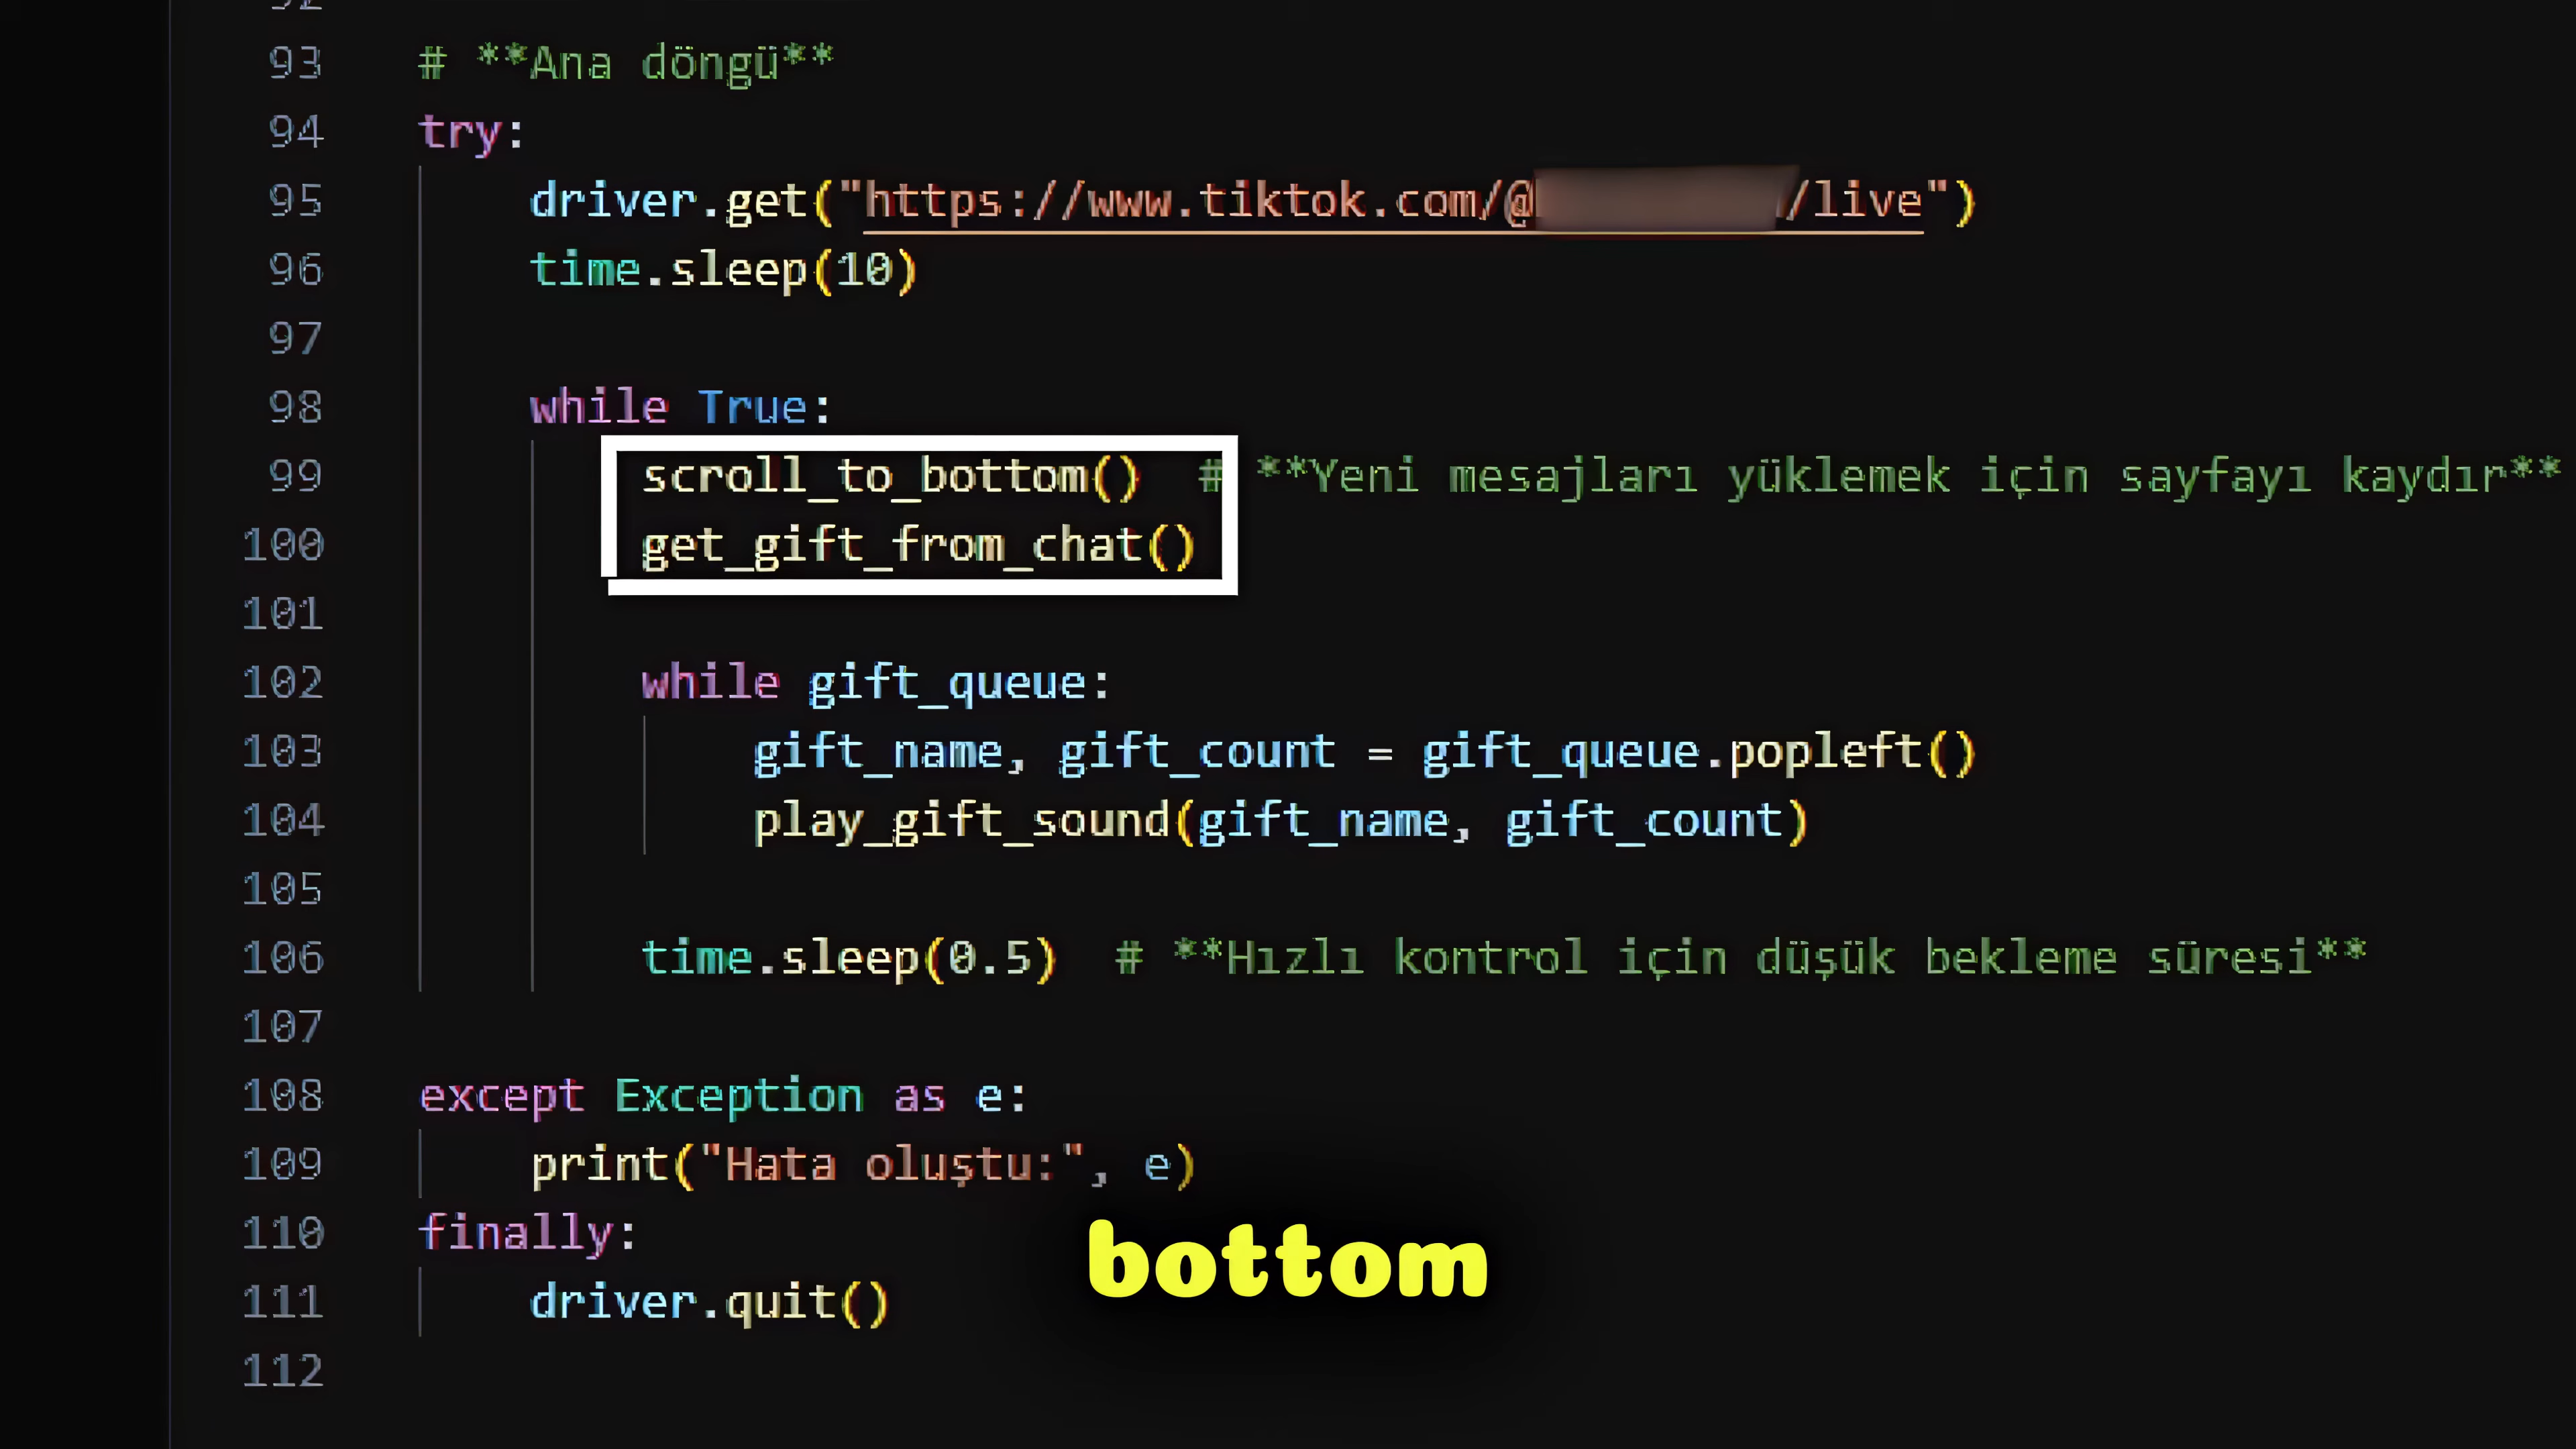 93 # **Ana döngü**
94 try:
95 driver.get("https://www.tiktok.com/@/live")
96 time.sleep(10)
97
98 while True:
99 scroll_to_bottom() # **Yeni mesajları yüklemek için sayfayı kaydır**
100 get_gift_from_chat()
101
102 while gift_queue:
103 gift_name, gift_count = gift_queue.popleft()
104 play_gift_sound(gift_name, gift_count)
105
106 time.sleep(0.5) # **Hızlı kontrol için düşük bekleme süresi**
107
108 except Exception as e:
109 print("Hata oluştu:", e)
110 finally:
111 driver.quit()
112
bottom